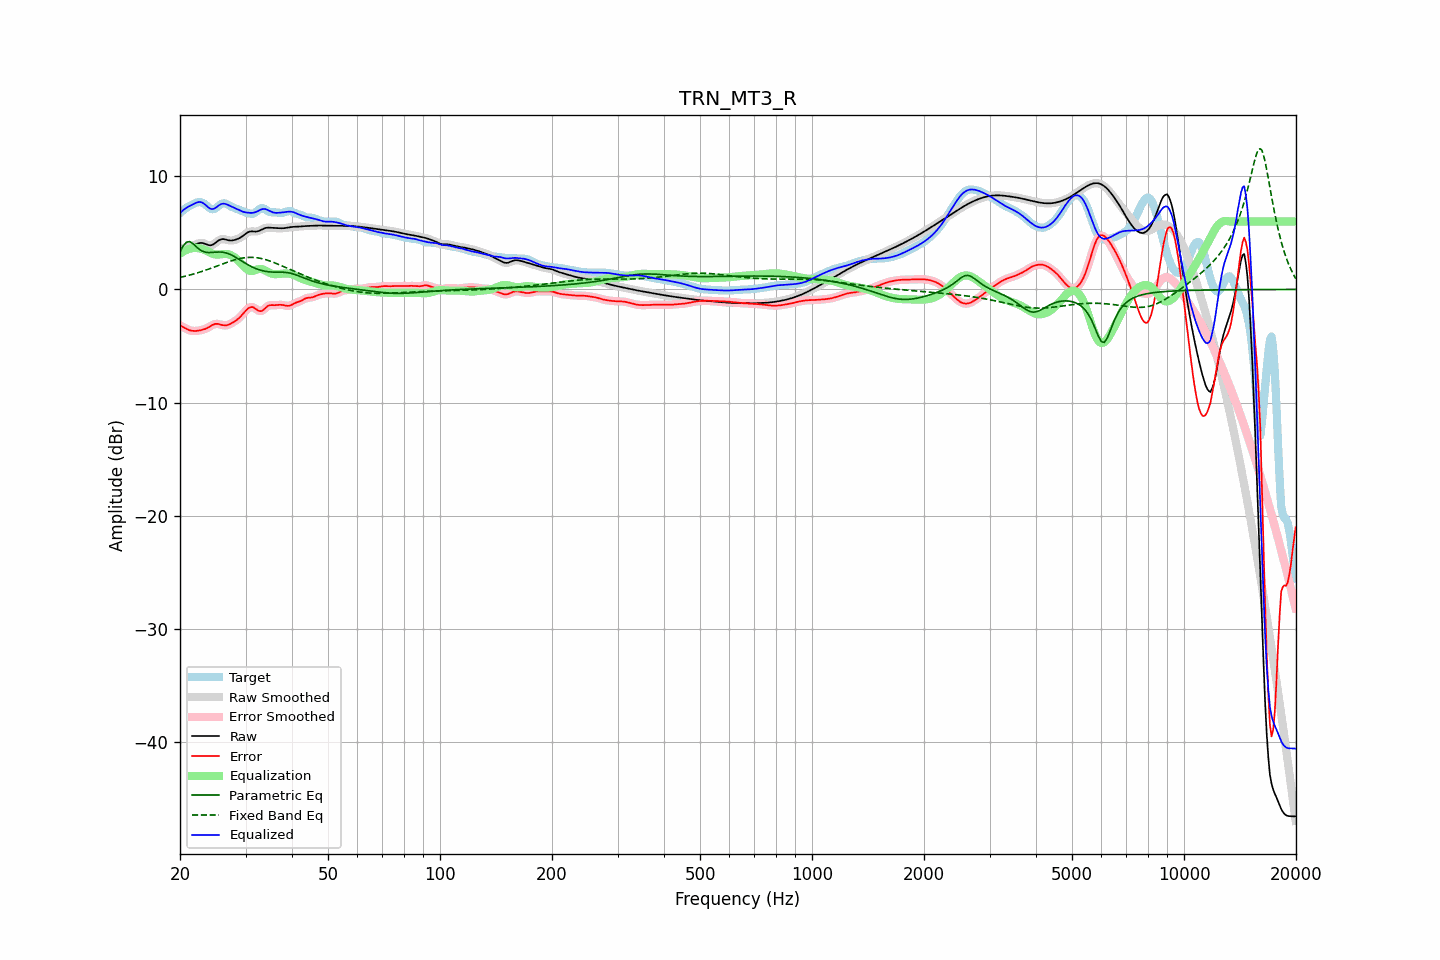 TRN_MT3_R
Amplitude (dBr)
10
0
−10
−20
−30
−40
Target
Raw Smoothed
Error Smoothed
Raw
Error
Equalization
Parametric Eq
Fixed Band Eq
Equalized
20 50 100 200 500 1000 2000 5000 10000 20000
Frequency (Hz)